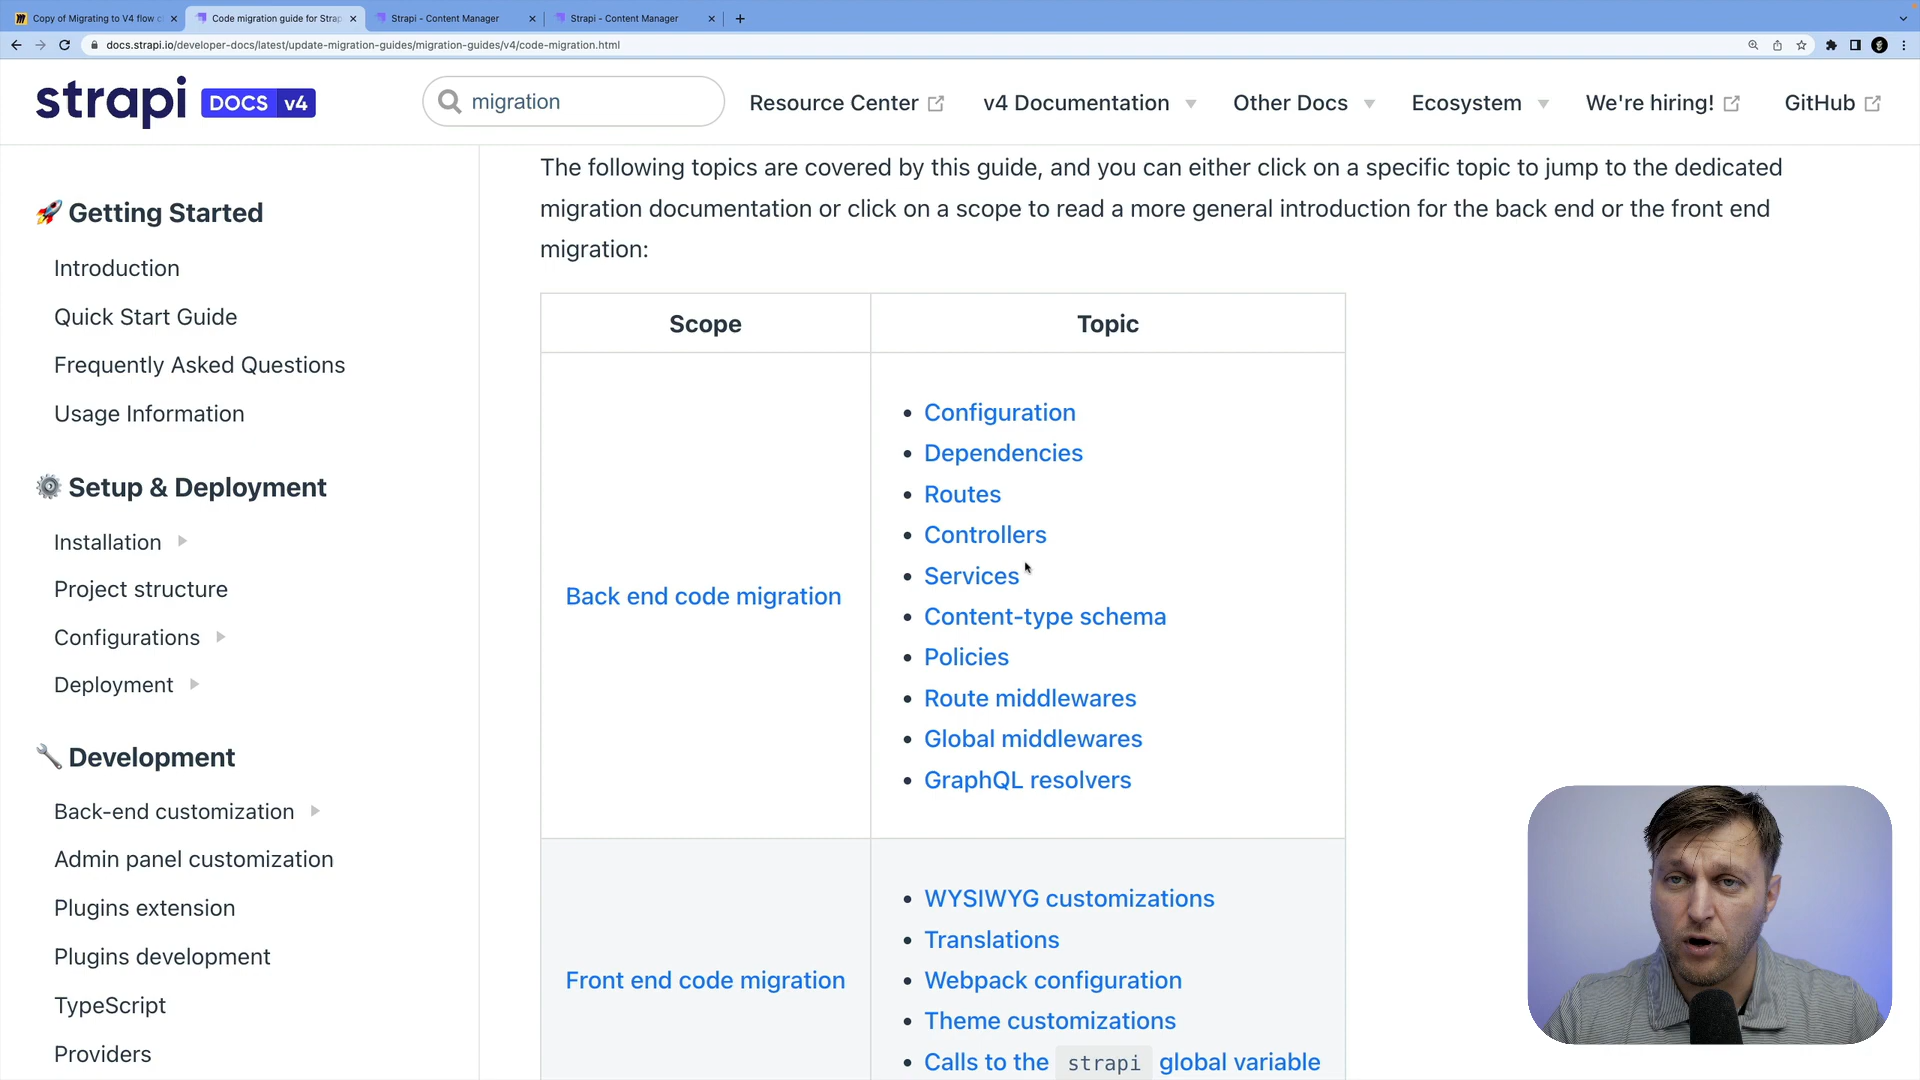 Copy of Migrating to V4 flow c
Code migration guide for Strap
Strapi - Content Manager
Strapi - Content Manager
docs.strapi.io/developer-docs/latest/update-migration-guides/migration-guides/v4/code-migration.html
strapi DOCS v4
migration
Resource Center
v4 Documentation
Other Docs
Ecosystem
We're hiring!
GitHub
Getting Started
Introduction
Quick Start Guide
Frequently Asked Questions
Usage Information
Setup & Deployment
Installation
Project structure
Configurations
Deployment
Development
Back-end customization
Admin panel customization
Plugins extension
Plugins development
TypeScript
Providers
The following topics are covered by this guide, and you can either click on a specific topic to jump to the dedicated
migration documentation or click on a scope to read a more general introduction for the back end or the front end
migration:
Scope
Topic
Back end code migration
Configuration
Dependencies
Routes
Controllers
Services
Content-type schema
Policies
Route middlewares
Global middlewares
GraphQL resolvers
Front end code migration
WYSIWYG customizations
Translations
Webpack configuration
Theme customizations
Calls to the strapi global variable